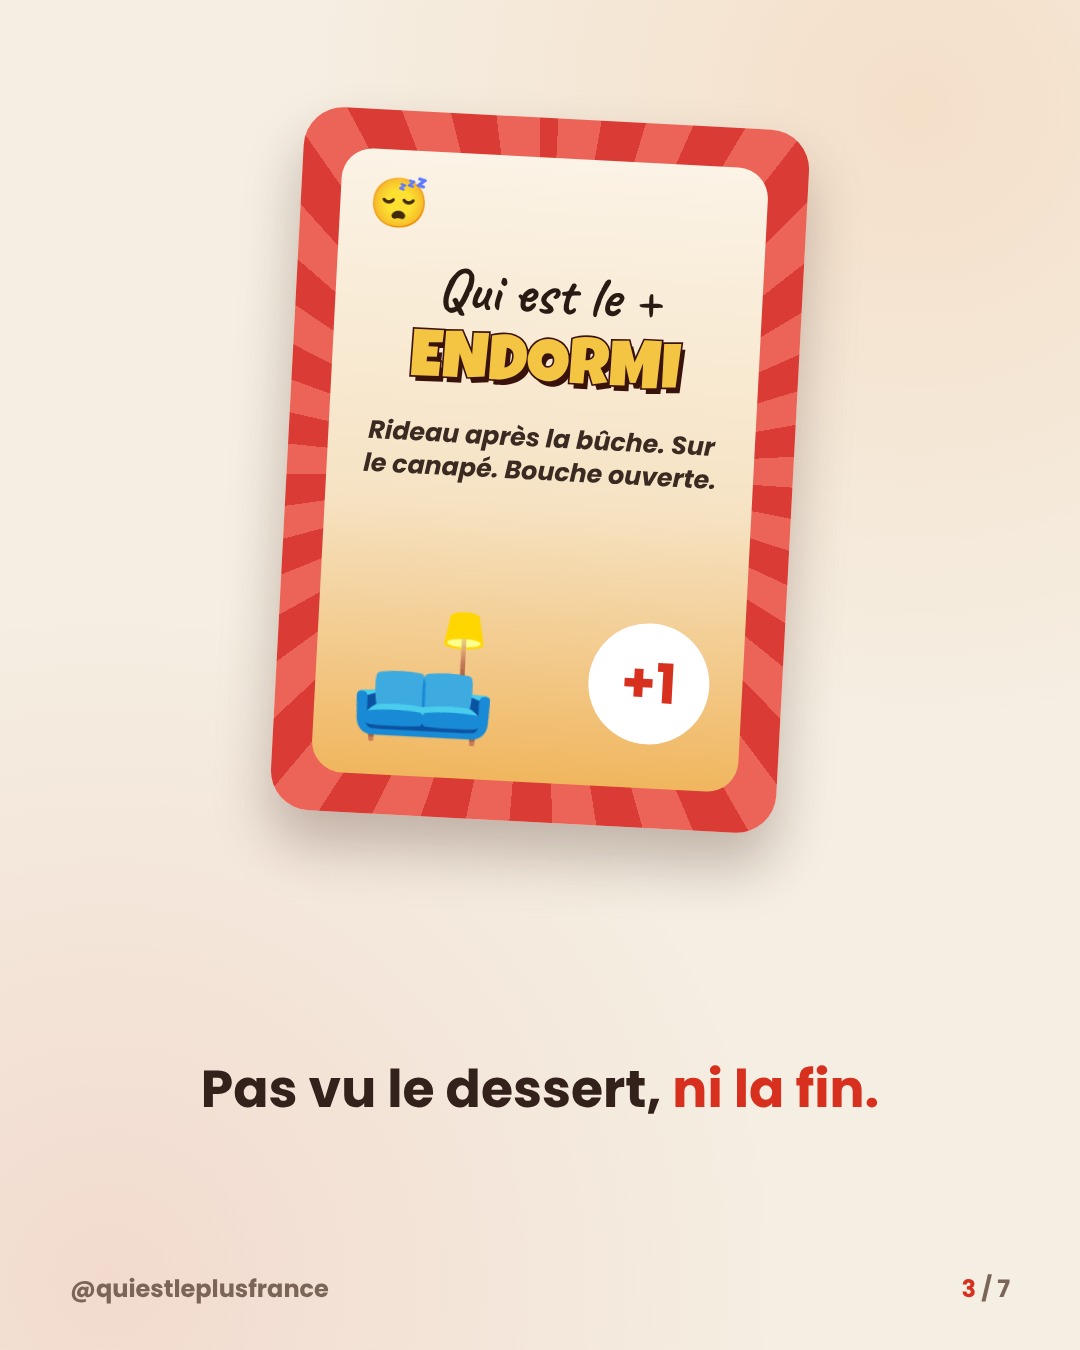 Qui est le +
ENDORMI
Rideau après la bûche. Sur
le canapé. Bouche ouverte.
+1
Pas vu le dessert, ni la fin.
@quiestleplusfrance
3 / 7